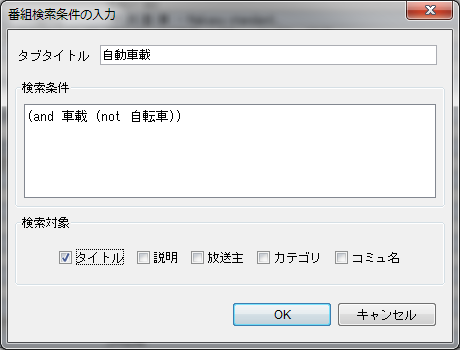 番組検索条件の入力
タブタイトル 自動車載
検索条件
(and 車載 (not 自転車))
検索対象
タイトル 説明 放送主 カテゴリ コミュ名
OK キャンセル